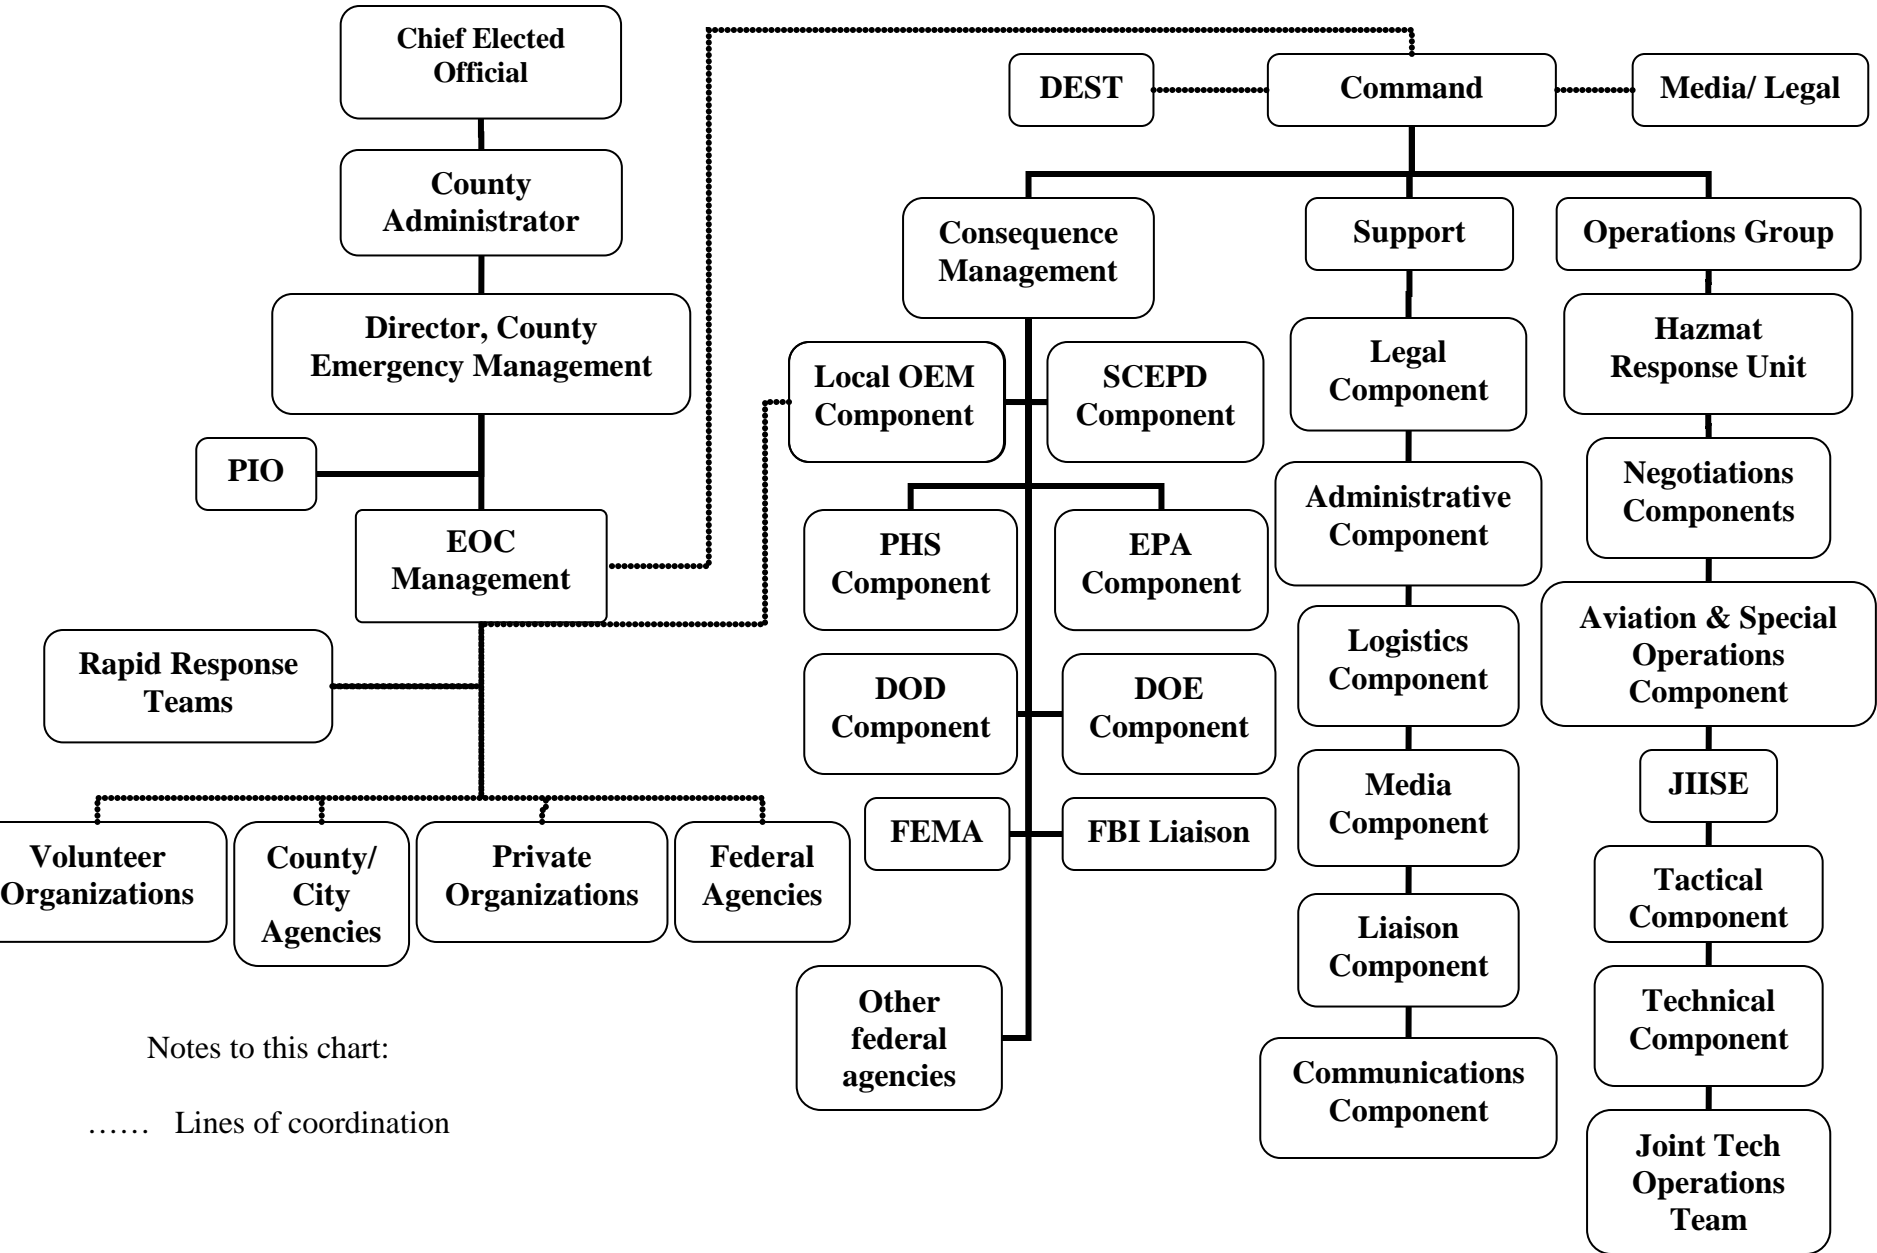 Chief Elected
Official
County
Administrator
Director, County
Emergency Management
PIO
EOC
Management
Rapid Response
Teams
Volunteer
Organizations
County/
City
Agencies
Private
Organizations
Federal
Agencies
Notes to this chart:
...... Lines of coordination
DEST
Command
Media/ Legal
Consequence
Management
Local OEM
Component
SCEPD
Component
PHS
Component
EPA
Component
DOD
Component
DOE
Component
FEMA
FBI Liaison
Other
federal
agencies
Support
Legal
Component
Administrative
Component
Logistics
Component
Media
Component
Liaison
Component
Communications
Component
Operations Group
Hazmat
Response Unit
Negotiations
Components
Aviation & Special
Operations
Component
JIISE
Tactical
Component
Technical
Component
Joint Tech
Operations
Team